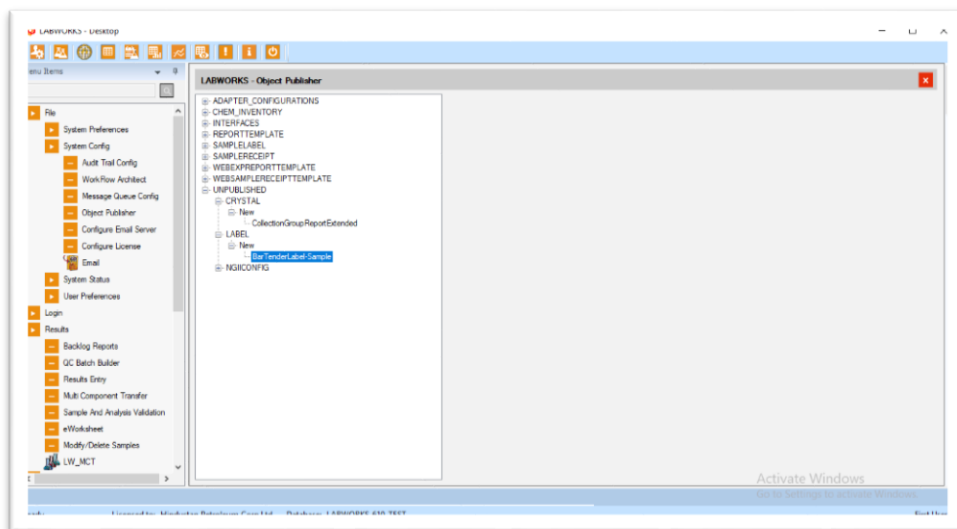 LABWORKS - Desktop
enu Items
LABWORKS - Object Publisher
File
System Preferences
System Config
Audit Trail Config
WorkFlow Architect
Message Queue Config
Object Publisher
Configure Email Server
Configure License
Email
System Status
User Preferences
Login
Results
Backlog Reports
QC Batch Builder
Results Entry
Multi Component Transfer
Sample And Analysis Validation
eWorksheet
Modify/Delete Samples
LW_MCT
ADAPTER_CONFIGURATIONS
CHEM_INVENTORY
INTERFACES
REPORTTEMPLATE
SAMPLELABEL
SAMPLERECEIPT
WEBEXPREPORTTEMPLATE
WEBSAMPLERECEIPTTEMPLATE
UNPUBLISHED
CRYSTAL
New
CollectionGroupReportExtended
LABEL
New
BarTenderLabel-Sample
NGIICONFIG
Activate Windows
Go to Settings to activate Windows.